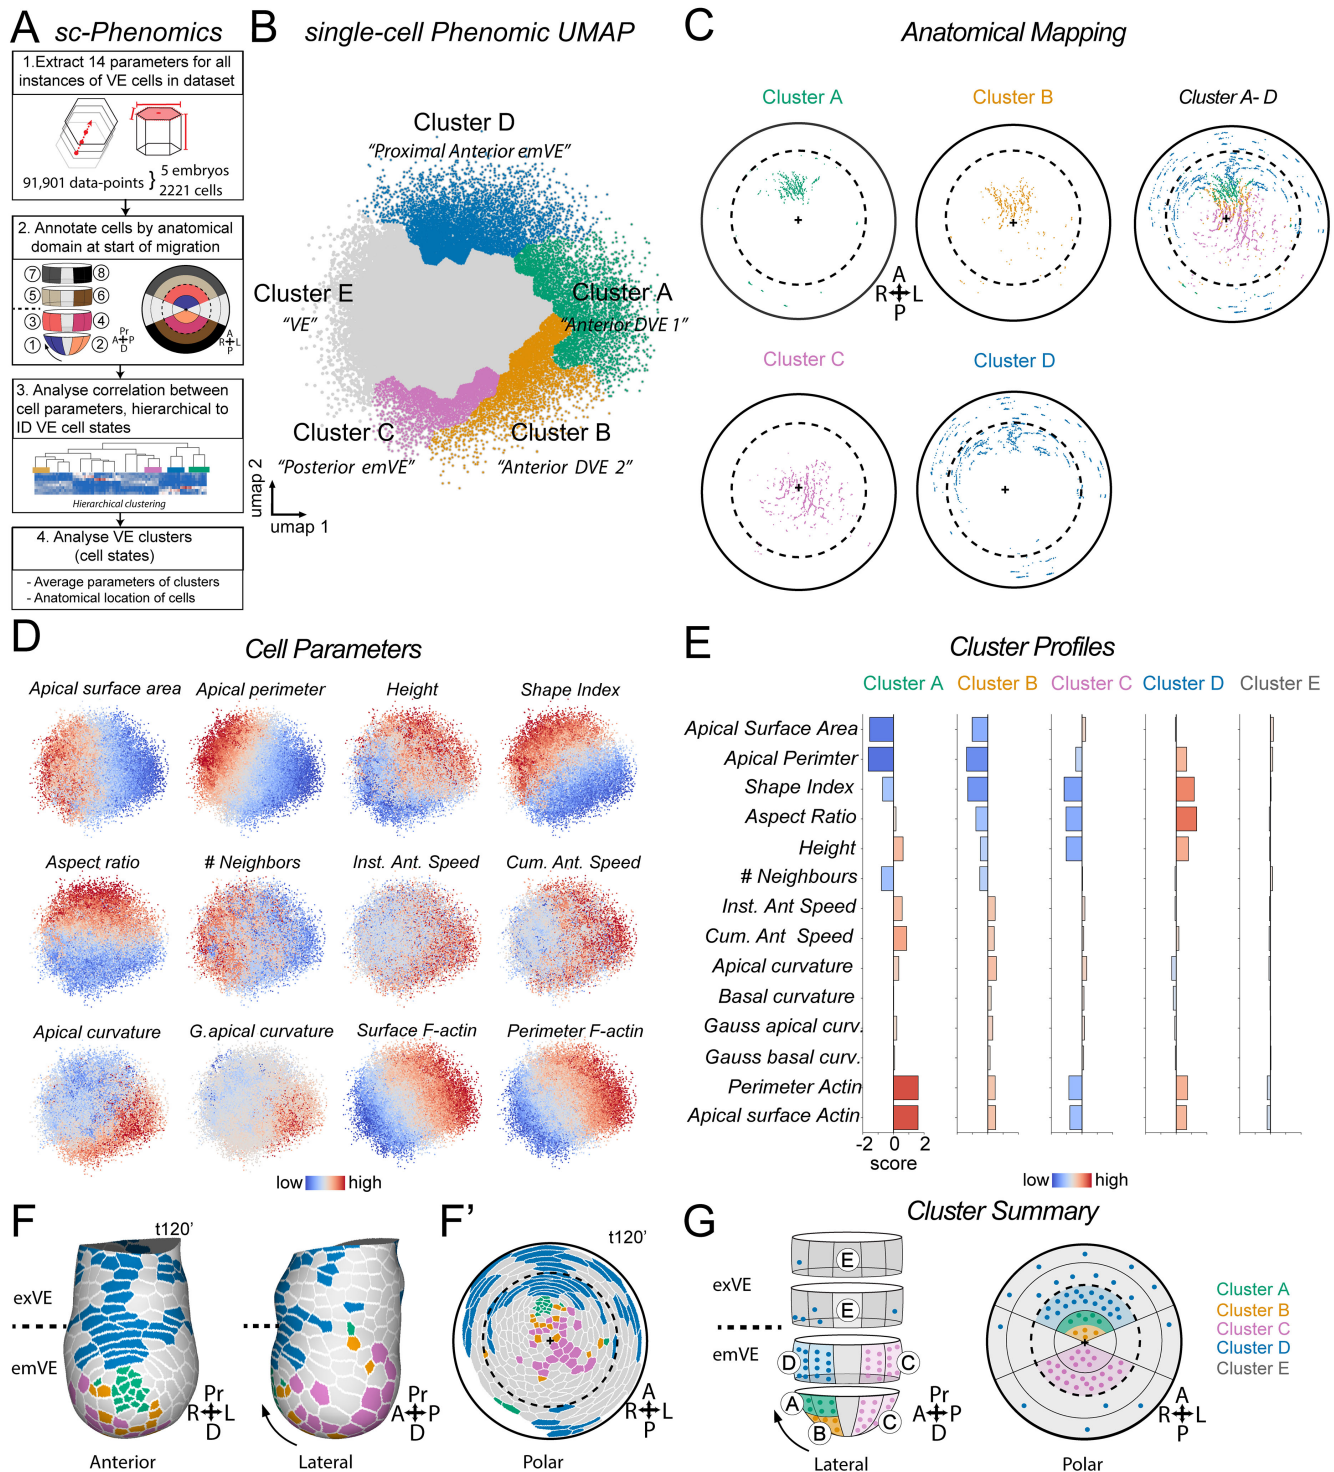 A
sc-Phenomics
1.Extract 14 parameters for all
instances of VE cells in dataset
91,901 data-points
5 embryos
2221 cells
2. Annotate cells by anatomical
domain at start of migration
7
8
5
6
3
4
1
2
Pr
A
P
D
A
R
L
P
3. Analyse correlation between
cell parameters, hierarchical to
ID VE cell states
Hierarchical clustering
4. Analyse VE clusters
(cell states)
- Average parameters of clusters
- Anatomical location of cells
B
single-cell Phenomic UMAP
Cluster D
“Proximal Anterior emVE”
Cluster E
“VE”
Cluster A
“Anterior DVE 1”
Cluster C
“Posterior emVE”
Cluster B
“Anterior DVE 2”
umap 2
umap 1
C
Anatomical Mapping
Cluster A
Cluster B
Cluster A- D
A
R
L
P
Cluster C
Cluster D
D
Cell Parameters
Apical surface area
Apical perimeter
Height
Shape Index
Aspect ratio
# Neighbors
Inst. Ant. Speed
Cum. Ant. Speed
Apical curvature
G.apical curvature
Surface F-actin
Perimeter F-actin
low
high
E
Cluster Profiles
Cluster A
Cluster B
Cluster C
Cluster D
Cluster E
Apical Surface Area
Apical Perimter
Shape Index
Aspect Ratio
Height
# Neighbours
Inst. Ant Speed
Cum. Ant Speed
Apical curvature
Basal curvature
Gauss apical curv.
Gauss basal curv.
Perimeter Actin
Apical surface Actin
-2 0 2
score
low
high
F
t120’
exVE
emVE
Pr
R
L
D
Pr
A
P
D
Anterior
Lateral
F’
t120’
A
R
L
P
Polar
G
Cluster Summary
exVE
emVE
E
E
D
C
A
B
C
Pr
A
P
D
Lateral
A
R
L
P
Polar
Cluster A
Cluster B
Cluster C
Cluster D
Cluster E